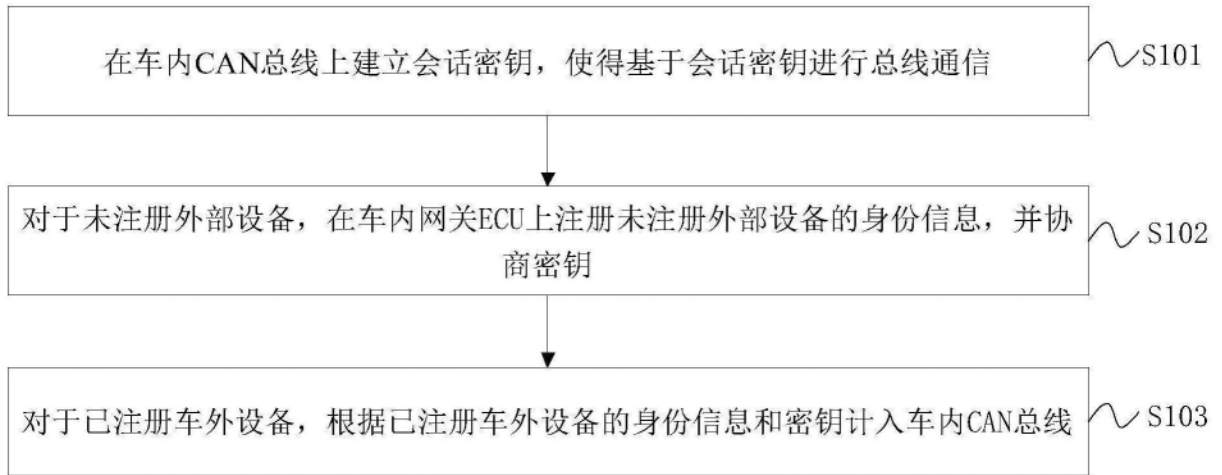 在车内CAN总线上建立会话密钥，使得基于会话密钥进行总线通信
S101
对于未注册外部设备，在车内网关ECU上注册未注册外部设备的身份信息，并协
商密钥
S102
对于已注册车外设备，根据已注册车外设备的身份信息和密钥计入车内CAN总线
S103